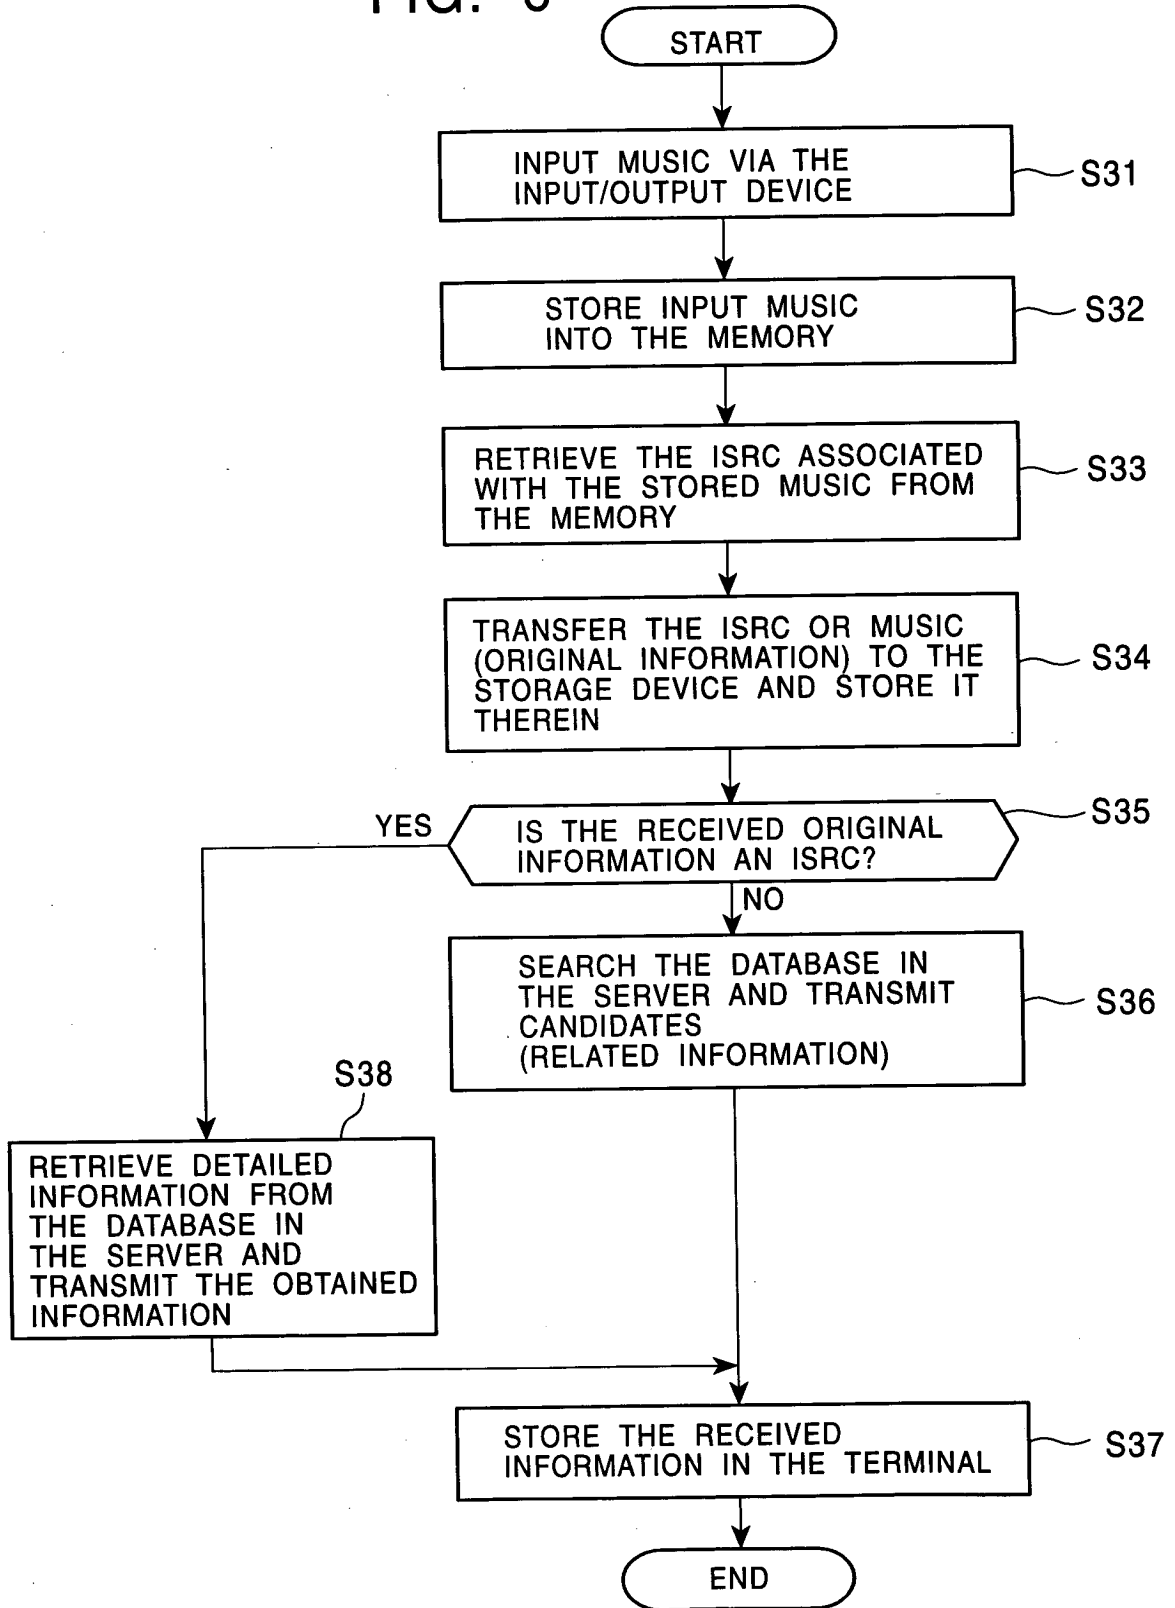 START
INPUT MUSIC VIA THE
INPUT/OUTPUT DEVICE
S31
STORE INPUT MUSIC
INTO THE MEMORY
S32
RETRIEVE THE ISRC ASSOCIATED
WITH THE STORED MUSIC FROM
THE MEMORY
S33
TRANSFER THE ISRC OR MUSIC
(ORIGINAL INFORMATION) TO THE
STORAGE DEVICE AND STORE IT
THEREIN
S34
YES
IS THE RECEIVED ORIGINAL
INFORMATION AN ISRC?
S35
NO
SEARCH THE DATABASE IN
THE SERVER AND TRANSMIT
CANDIDATES
(RELATED INFORMATION)
S36
S38
RETRIEVE DETAILED
INFORMATION FROM
THE DATABASE IN
THE SERVER AND
TRANSMIT THE OBTAINED
INFORMATION
STORE THE RECEIVED
INFORMATION IN THE TERMINAL
S37
END